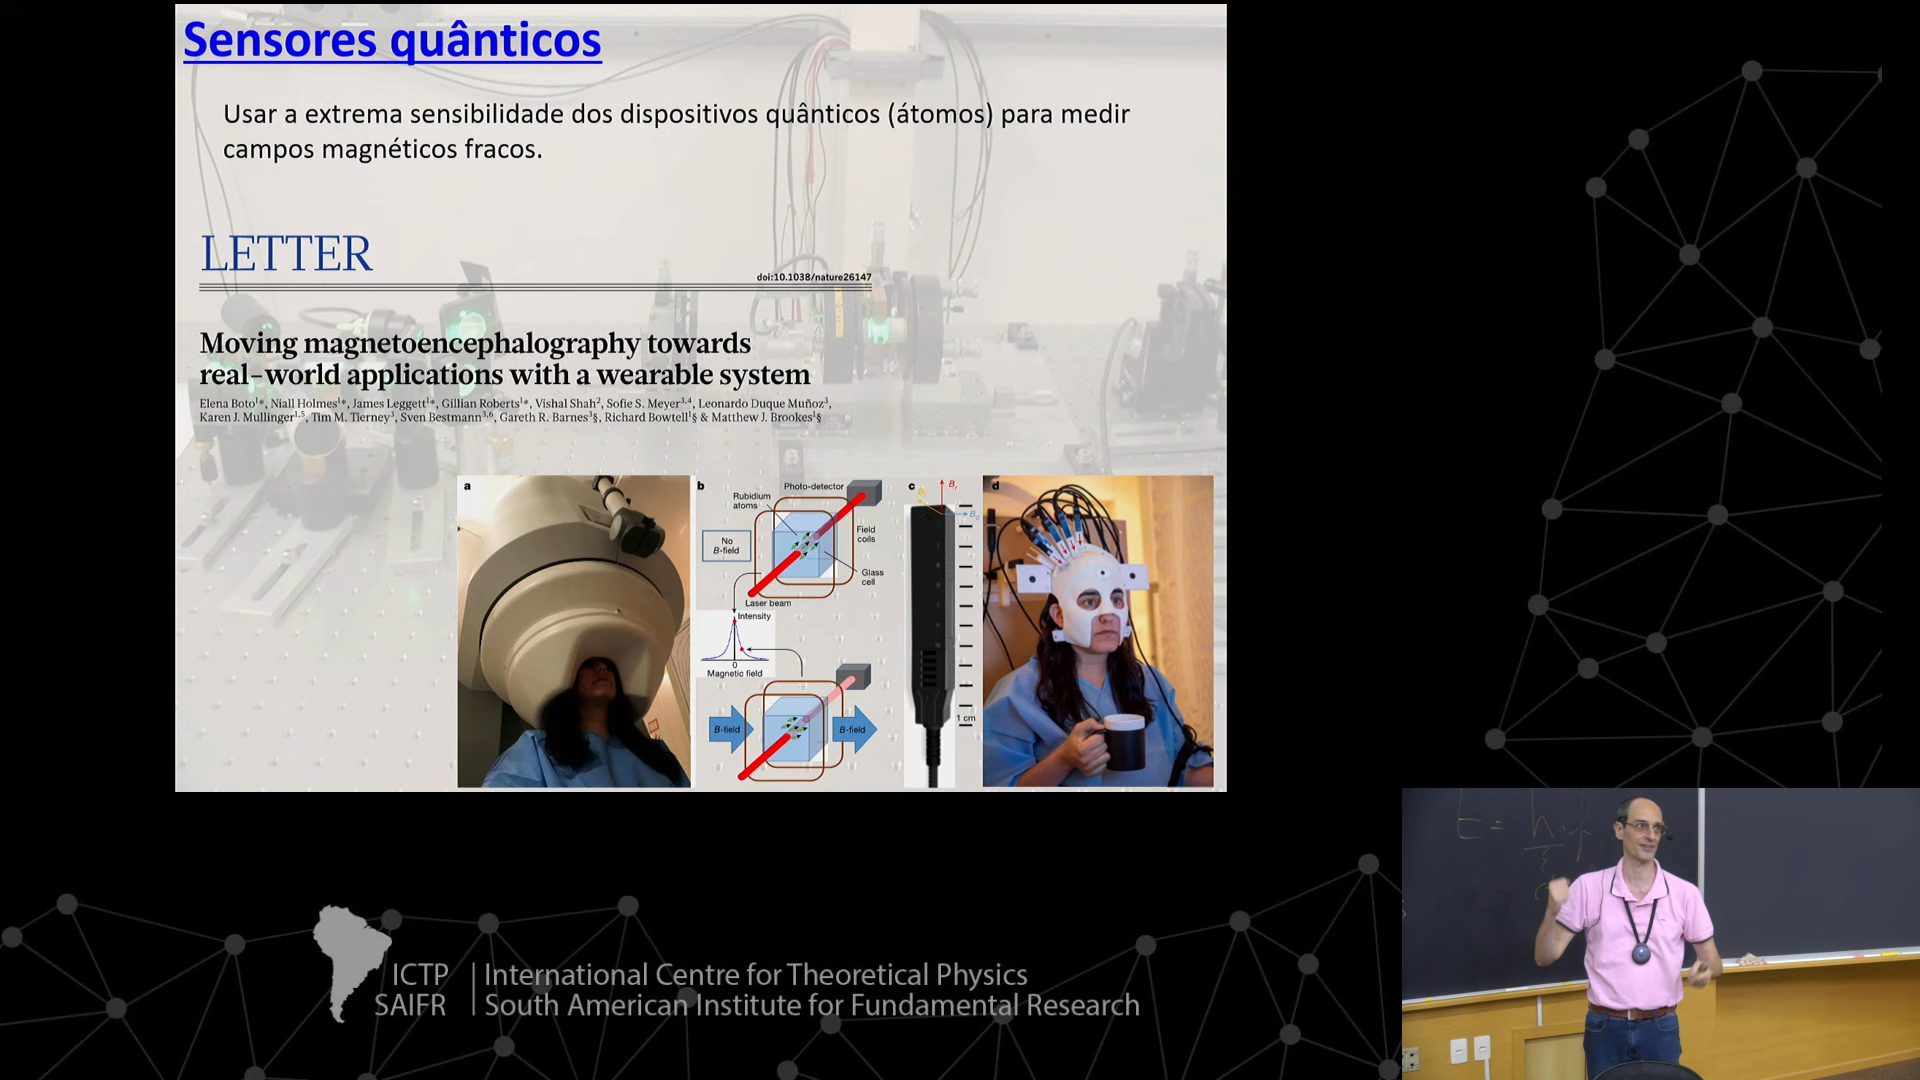 Sensores quânticos
Usar a extrema sensibilidade dos dispositivos quânticos (átomos) para medir
campos magnéticos fracos.
LETTER
doi:10.1038/nature26147
Moving magnetoencephalography towards
real-world applications with a wearable system
Elena Boto¹*, Niall Holmes¹*, James Leggett¹*, Gillian Roberts¹*, Vishal Shah², Sofie S. Meyer³,⁴, Leonardo Duque Muñoz³,
Karen J. Mullinger¹,⁵, Tim M. Tierney³, Sven Bestmann³,⁶, Gareth R. Barnes³§, Richard Bowtell¹§ & Matthew J. Brookes¹§
a
b
Photo-detector
Rubidium
atoms
No
B-field
Field
coils
Glass
cell
Laser beam
Intensity
0
Magnetic field
B-field
B-field
c
Bᵣ
1 cm
d
ICTP
SAIFR
International Centre for Theoretical Physics
South American Institute for Fundamental Research